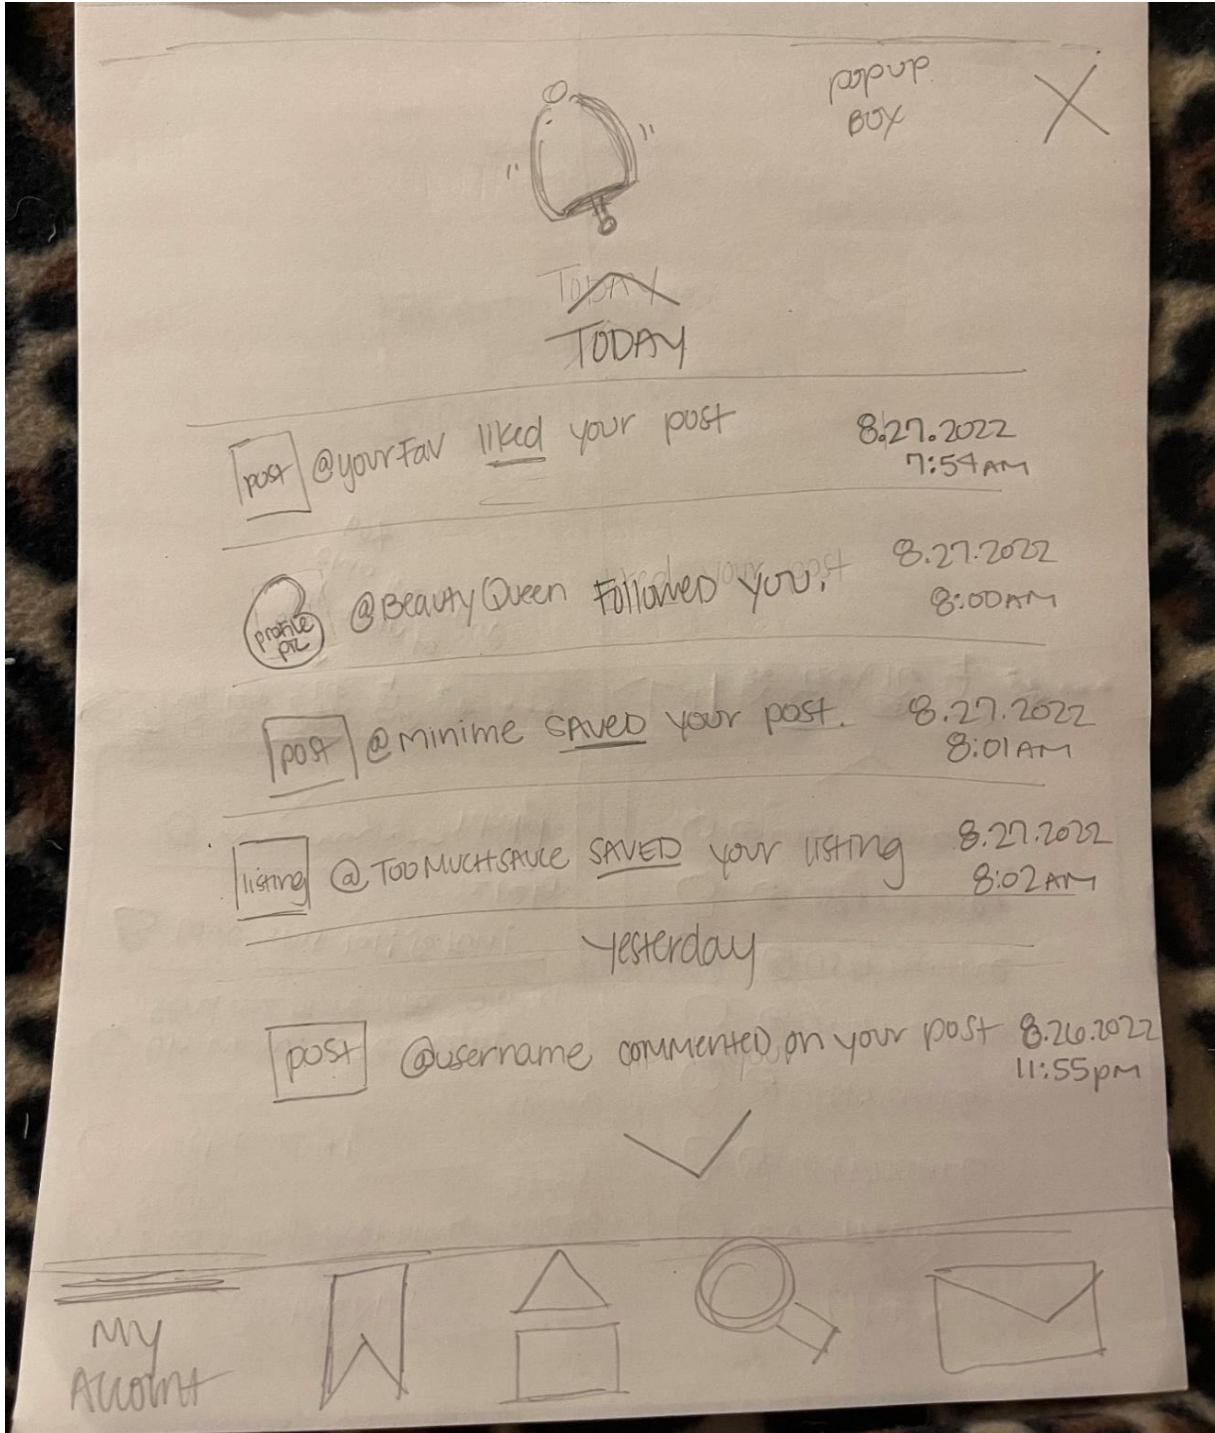 popup
BOX
TODAY
TODAY
post @yourFav liked your post 8.27.2022
7:54AM
profile
pic
@BeautyQueen Followed you. 8.27.2022
8:00AM
post @minime SAVED your post. 8.27.2022
8:01AM
listing @TOOMUCHSAUCE SAVED your listing 8.27.2022
8:02AM
yesterday
post @username commented on your post 8.26.2022
11:55pm
My
Account